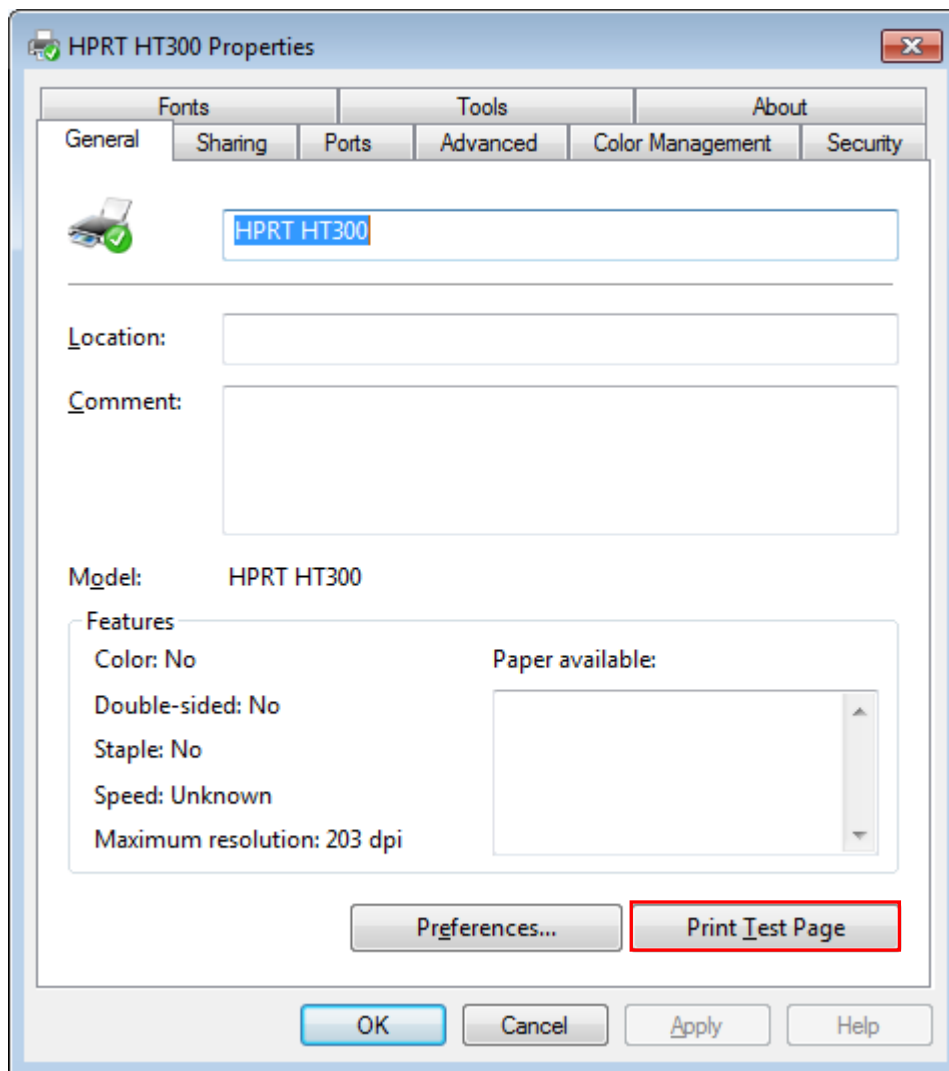 HPRT HT300 Properties
Fonts Tools About
General Sharing Ports Advanced Color Management Security
HPRT HT300
Location:
Comment:
Model: HPRT HT300
Features
Color: No Paper available:
Double-sided: No
Staple: No
Speed: Unknown
Maximum resolution: 203 dpi
Preferences... Print Test Page
OK Cancel Apply Help